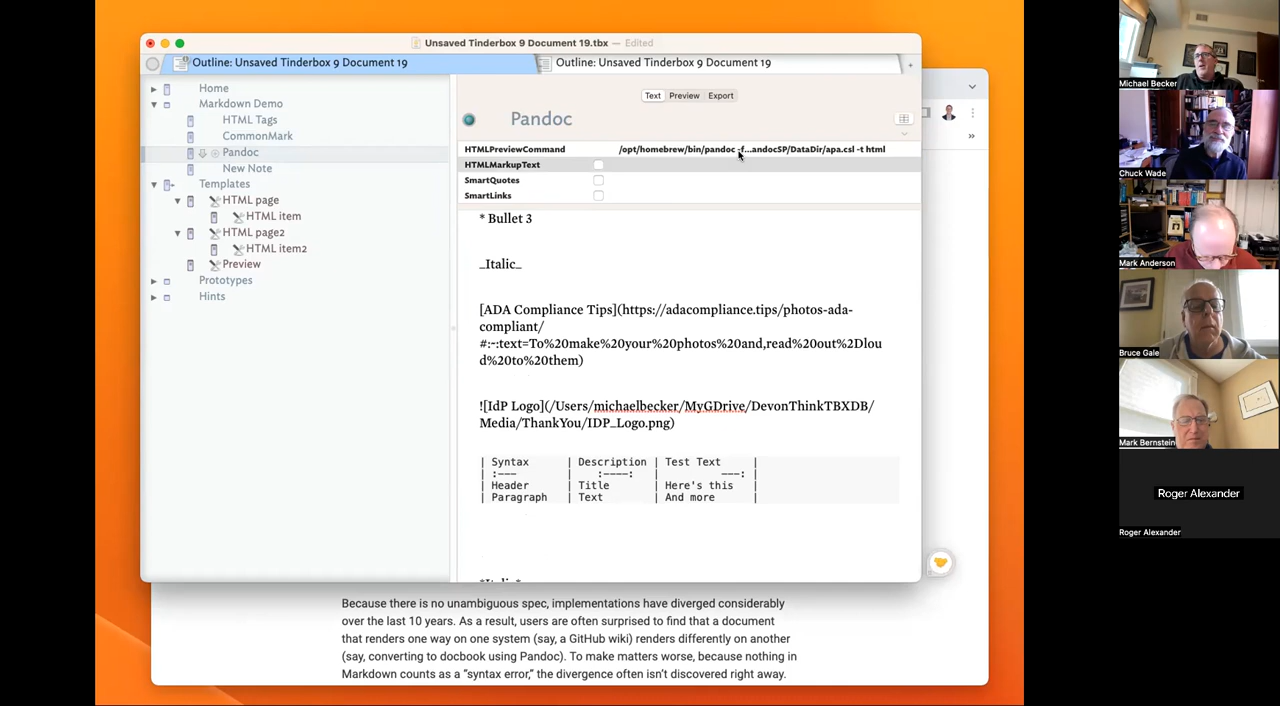 Unsaved Tinderbox 9 Document 19.tbx — Edited
Outline: Unsaved Tinderbox 9 Document 19
Outline: Unsaved Tinderbox 9 Document 19
+
Home
Markdown Demo
HTML Tags
CommonMark
Pandoc
New Note
Templates
HTML page
HTML item
HTML page2
HTML item2
Preview
Prototypes
Hints
Text Preview Export
Pandoc
HTMLPreviewCommand /opt/homebrew/bin/pandoc -f...andocSP/DataDir/apa.csl -t html
HTMLMarkupText
SmartQuotes
SmartLinks
* Bullet 3
_Italic_
[ADA Compliance Tips](https://adacompliance.tips/photos-ada-
compliant/
#:~:text=To%20make%20your%20photos%20and,read%20out%2Dlou
d%20to%20them)
![IdP Logo](/Users/michaelbecker/MyGDrive/DevonThinkTBXDB/
Media/ThankYou/IDP_Logo.png)
| Syntax | Description | Test Text |
| :--- | :----: | ---: |
| Header | Title | Here's this |
| Paragraph | Text | And more |
*Italic*
»
Because there is no unambiguous spec, implementations have diverged considerably
over the last 10 years. As a result, users are often surprised to find that a document
that renders one way on one system (say, a GitHub wiki) renders differently on another
(say, converting to docbook using Pandoc). To make matters worse, because nothing in
Markdown counts as a “syntax error,” the divergence often isn't discovered right away.
Michael Becker
Chuck Wade
Mark Anderson
Bruce Gale
Mark Bernstein
Roger Alexander
Roger Alexander